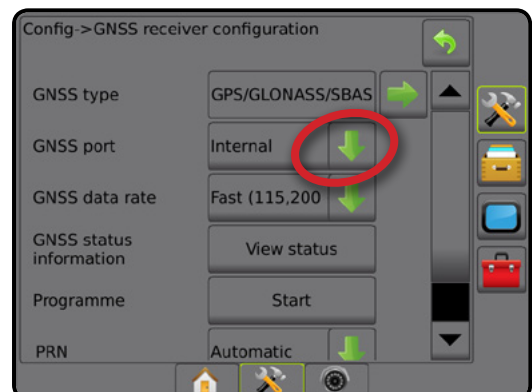 Config->GNSS receiver configuration
GNSS type GPS/GLONASS/SBAS
GNSS port Internal
GNSS data rate Fast (115,200
GNSS status
information View status
Programme Start
PRN Automatic